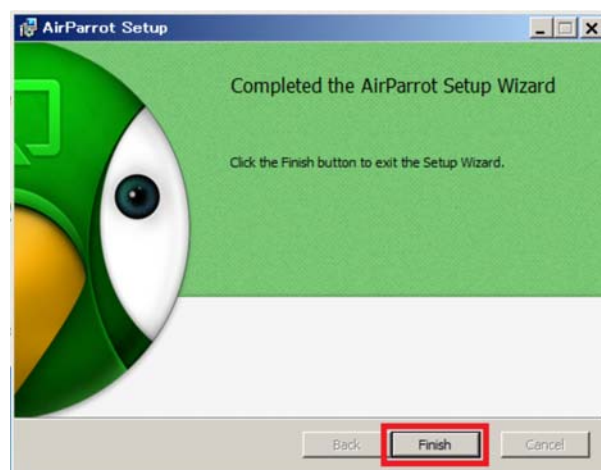 AirParrot Setup
Completed the AirParrot Setup Wizard
Click the Finish button to exit the Setup Wizard.
Back Finish Cancel